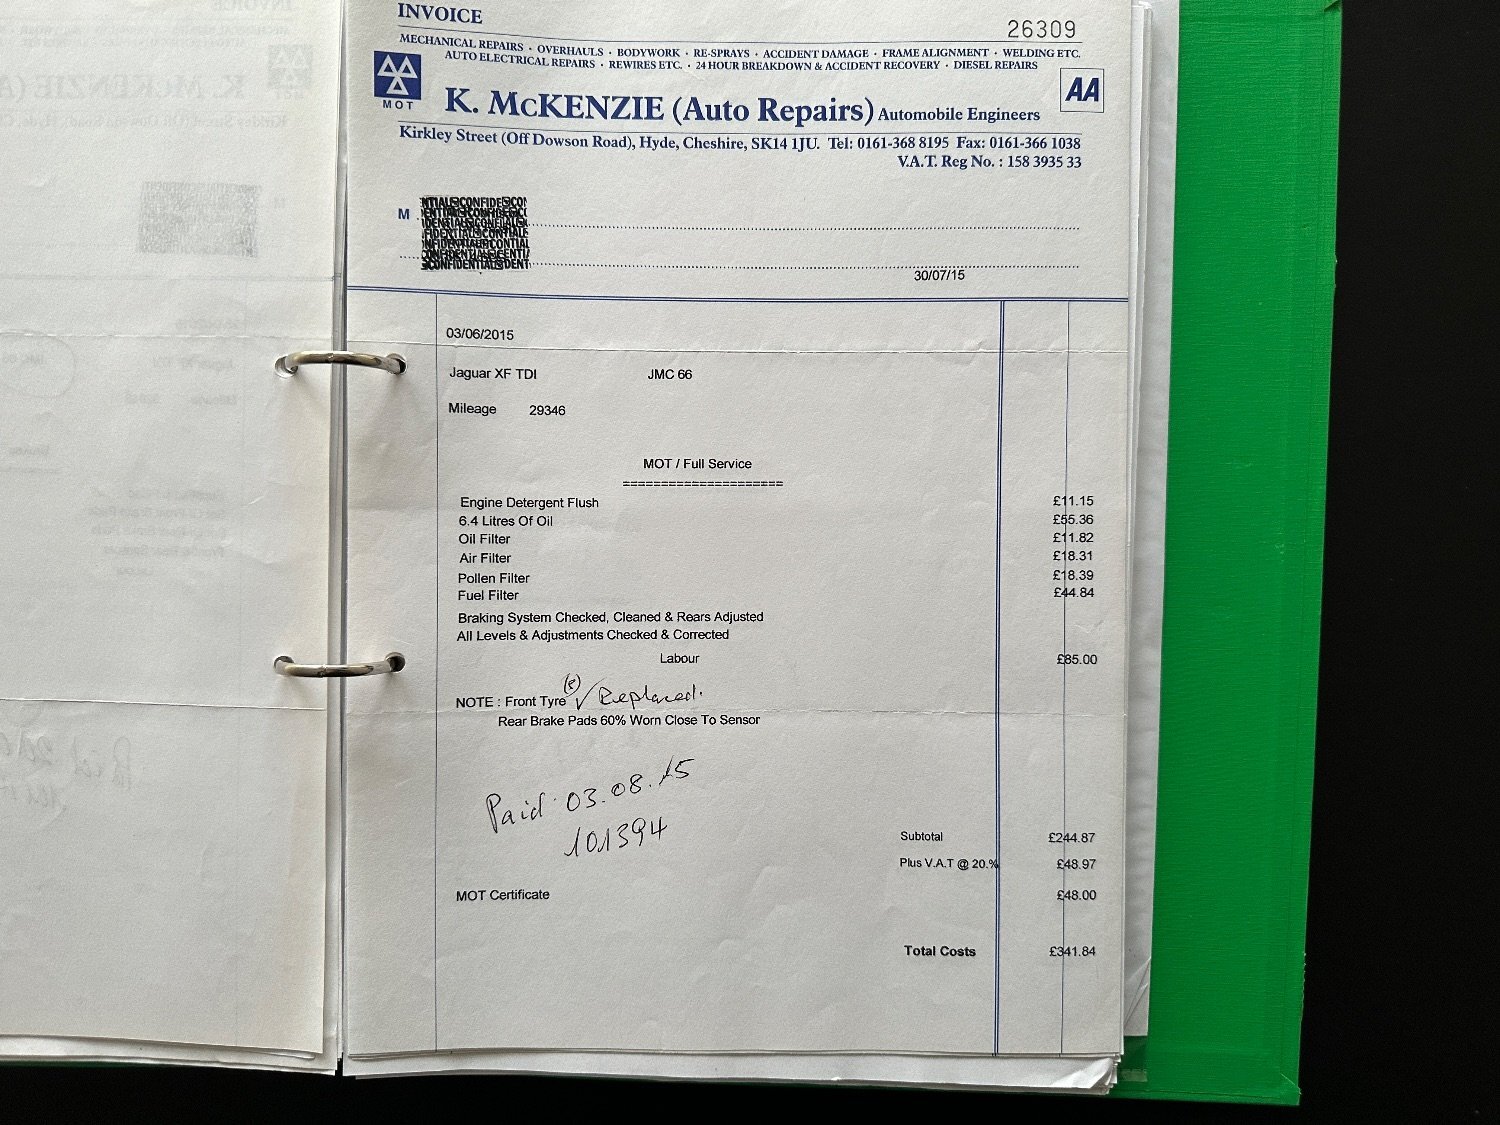 INVOICE
26309
MECHANICAL REPAIRS · OVERHAULS · BODYWORK · RE-SPRAYS · ACCIDENT DAMAGE · FRAME ALIGNMENT · WELDING ETC.
AUTO ELECTRICAL REPAIRS · REWIRES ETC. · 24 HOUR BREAKDOWN & ACCIDENT RECOVERY · DIESEL REPAIRS
MOT
K. McKENZIE (Auto Repairs) Automobile Engineers
AA
Kirkley Street (Off Dowson Road), Hyde, Cheshire, SK14 1JU. Tel: 0161-368 8195 Fax: 0161-366 1038
V.A.T. Reg No. : 158 3935 33
M
30/07/15
03/06/2015
Jaguar XF TDI JMC 66
Mileage 29346
MOT / Full Service
=====================
Engine Detergent Flush £11.15
6.4 Litres Of Oil £55.36
Oil Filter £11.82
Air Filter £18.31
Pollen Filter £18.39
Fuel Filter £44.84
Braking System Checked, Cleaned & Rears Adjusted
All Levels & Adjustments Checked & Corrected
Labour £85.00
NOTE : Front Tyre (s) ✓ Replaced.
Rear Brake Pads 60% Worn Close To Sensor
Paid 03.08.15
101394
Subtotal £244.87
Plus V.A.T @ 20.% £48.97
MOT Certificate £48.00
Total Costs £341.84